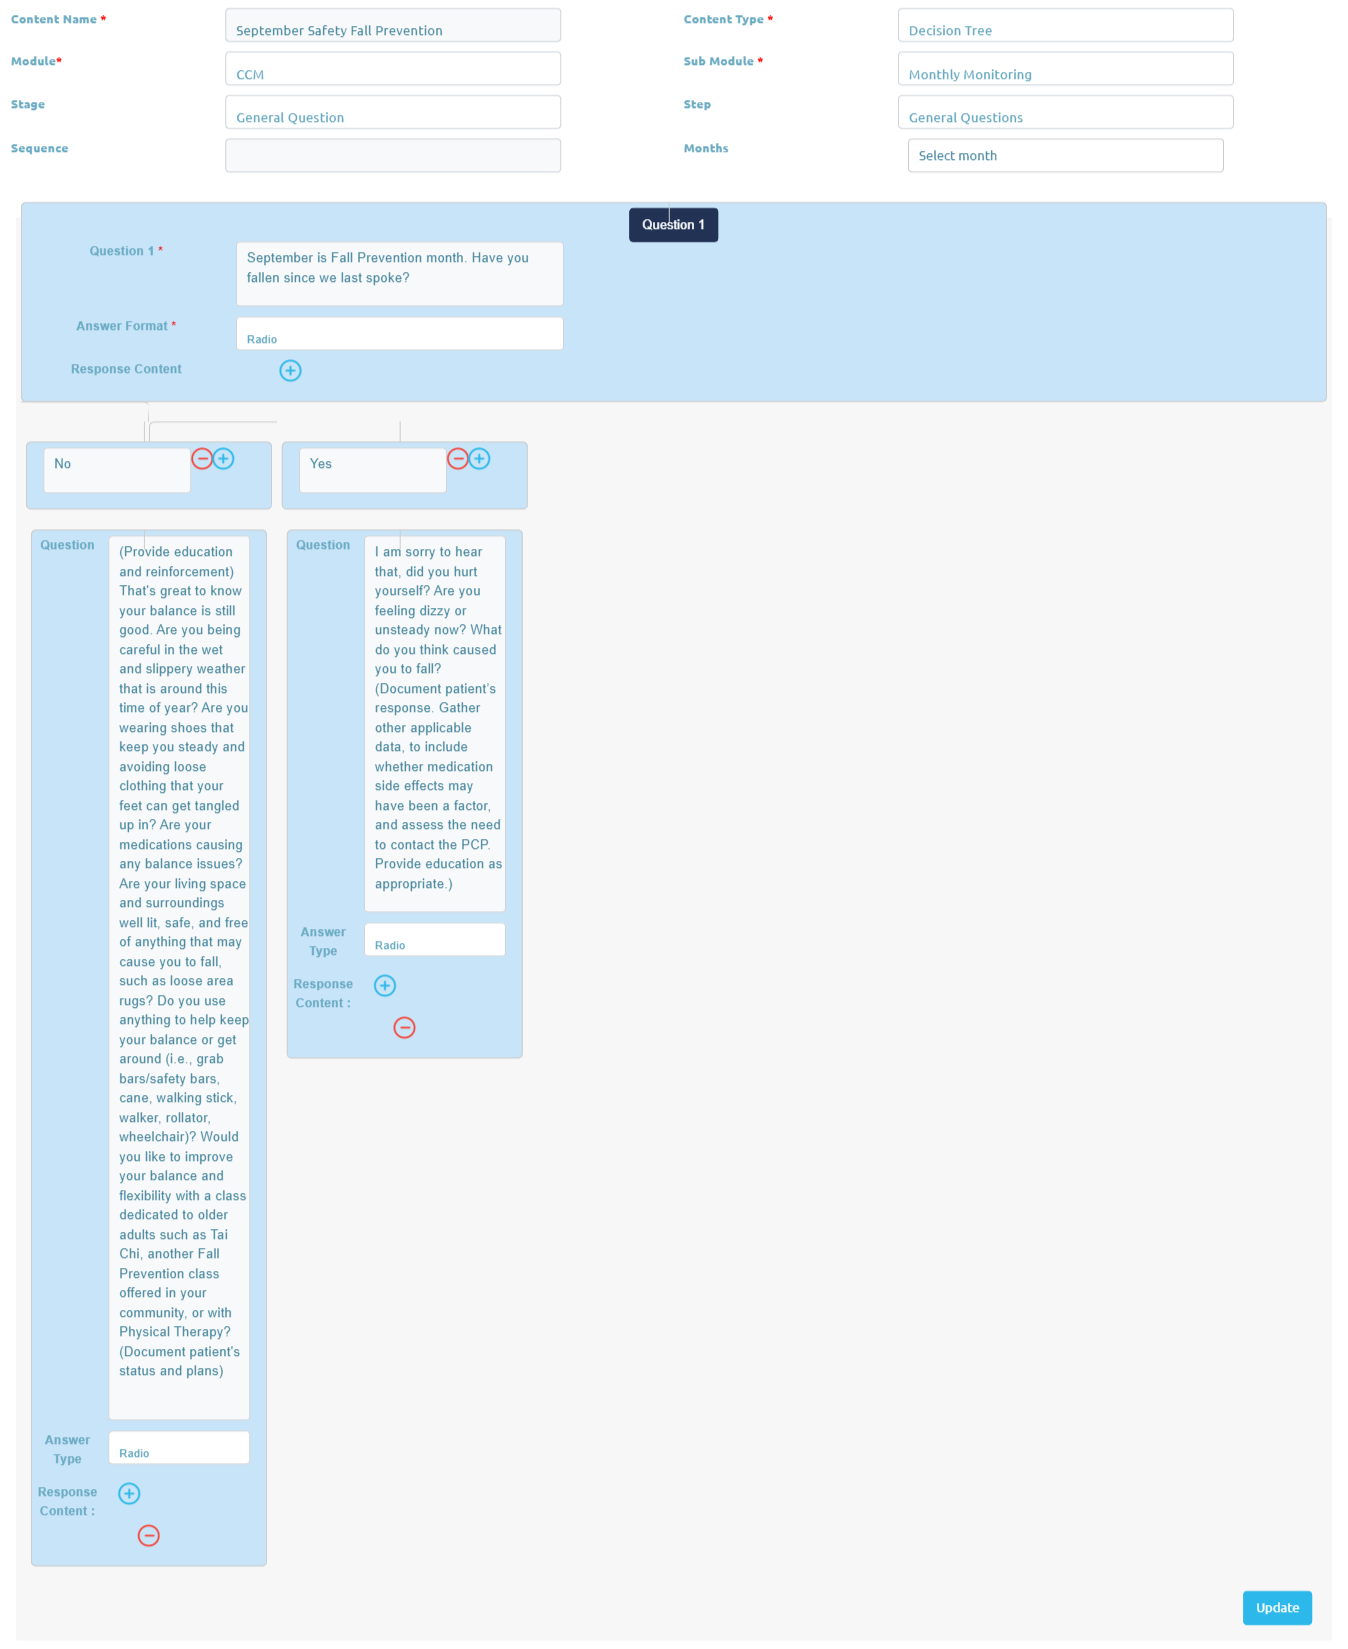 Content Name *
September Safety Fall Prevention
Content Type *
Decision Tree
Module*
CCM
Sub Module *
Monthly Monitoring
Stage
General Question
Step
General Questions
Sequence
Months
Select month
Question 1
Question 1 *
September is Fall Prevention month. Have you
fallen since we last spoke?
Answer Format *
Radio
Response Content
No
Yes
Question
(Provide education
and reinforcement)
That's great to know
your balance is still
good. Are you being
careful in the wet
and slippery weather
that is around this
time of year? Are you
wearing shoes that
keep you steady and
avoiding loose
clothing that your
feet can get tangled
up in? Are your
medications causing
any balance issues?
Are your living space
and surroundings
well lit, safe, and free
of anything that may
cause you to fall,
such as loose area
rugs? Do you use
anything to help keep
your balance or get
around (i.e., grab
bars/safety bars,
cane, walking stick,
walker, rollator,
wheelchair)? Would
you like to improve
your balance and
flexibility with a class
dedicated to older
adults such as Tai
Chi, another Fall
Prevention class
offered in your
community, or with
Physical Therapy?
(Document patient's
status and plans)
Answer
Type
Radio
Response
Content :
Question
I am sorry to hear
that, did you hurt
yourself? Are you
feeling dizzy or
unsteady now? What
do you think caused
you to fall?
(Document patient's
response. Gather
other applicable
data, to include
whether medication
side effects may
have been a factor,
and assess the need
to contact the PCP.
Provide education as
appropriate.)
Answer
Type
Radio
Response
Content :
Update